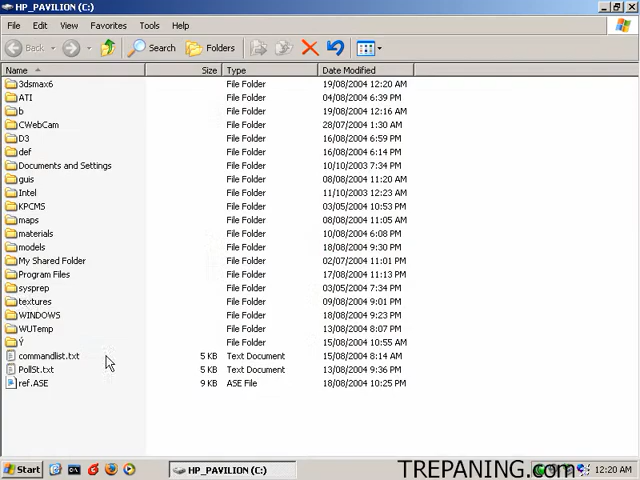 HP_PAVILION (C:)
File Edit View Favorites Tools Help
Back Search Folders
Name Size Type Date Modified
3dsmax6 File Folder 19/08/2004 12:20 AM
ATI File Folder 04/08/2004 6:39 PM
b File Folder 19/08/2004 12:16 AM
CWebCam File Folder 28/07/2004 1:30 AM
D3 File Folder 16/08/2004 6:59 PM
def File Folder 16/08/2004 6:14 PM
Documents and Settings File Folder 10/10/2003 7:34 PM
guis File Folder 08/08/2004 11:20 AM
Intel File Folder 11/10/2003 12:23 AM
KPCMS File Folder 03/05/2004 10:53 PM
maps File Folder 08/08/2004 11:05 AM
materials File Folder 10/08/2004 6:08 PM
models File Folder 18/08/2004 9:30 PM
My Shared Folder File Folder 02/07/2004 11:01 PM
Program Files File Folder 17/08/2004 11:13 PM
sysprep File Folder 03/05/2004 7:34 PM
textures File Folder 09/08/2004 9:01 PM
WINDOWS File Folder 18/08/2004 9:23 PM
WUTemp File Folder 13/08/2004 8:07 PM
Ý File Folder 15/08/2004 10:55 AM
commandlist.txt 5 KB Text Document 15/08/2004 8:14 AM
PollSt.txt 5 KB Text Document 13/08/2004 9:36 PM
ref.ASE 9 KB ASE File 18/08/2004 10:25 PM
Start HP_PAVILION (C:) TREPANING.com 12:20 AM